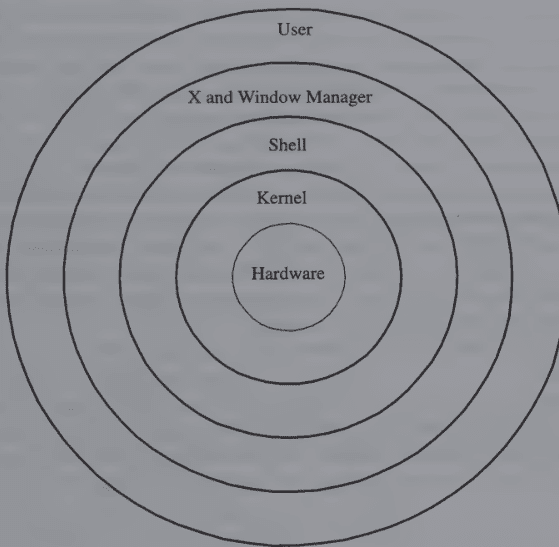 User
X and Window Manager
Shell
Kernel
Hardware